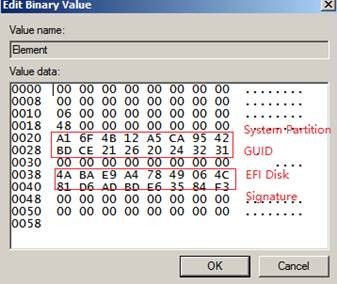 Edit Binary Value
Value name:
Element
Value data:
0000 00 00 00 00 00 00 00 00 ........
0008 00 00 00 00 00 00 00 00 ........
0010 06 00 00 00 00 00 00 00 ........
0018 48 00 00 00 00 00 00 00 ........
System Partition
0020 A1 6F 4B 12 A5 CA 95 42
0028 BD CE 21 26 20 24 32 31 GUID
0030 00 00 00 00 00 00 00 00 ....
0038 4A BA E9 A4 78 49 06 4C EFI Disk
0040 81 D6 AD BD E6 35 84 F3
Signature
0048 00 00 00 00 00 00 00 00 ........
0050 00 00 00 00 00 00 00 00 ........
0058
OK Cancel